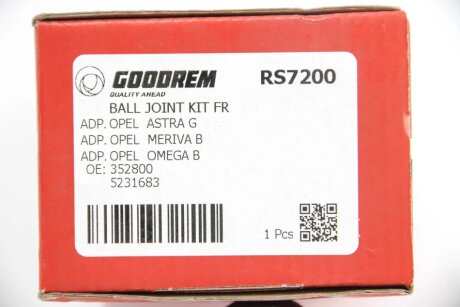 GOODREM RS7200
QUALITY AHEAD
BALL JOINT KIT FR
ADP. OPEL ASTRA G
ADP. OPEL MERIVA B
ADP. OPEL OMEGA B
OE: 352800
5231683
1 Pcs